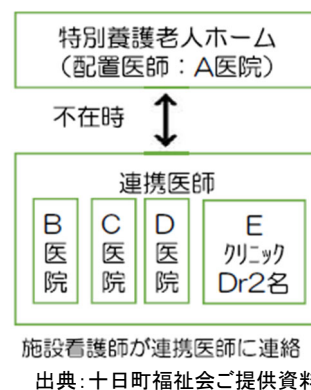 特別養護老人ホーム
（配置医師：A医院）
不在時
連携医師
B医院
C医院
D医院
E
クリニック
Dr2名
施設看護師が連携医師に連絡
出典：十日町福祉会ご提供資料